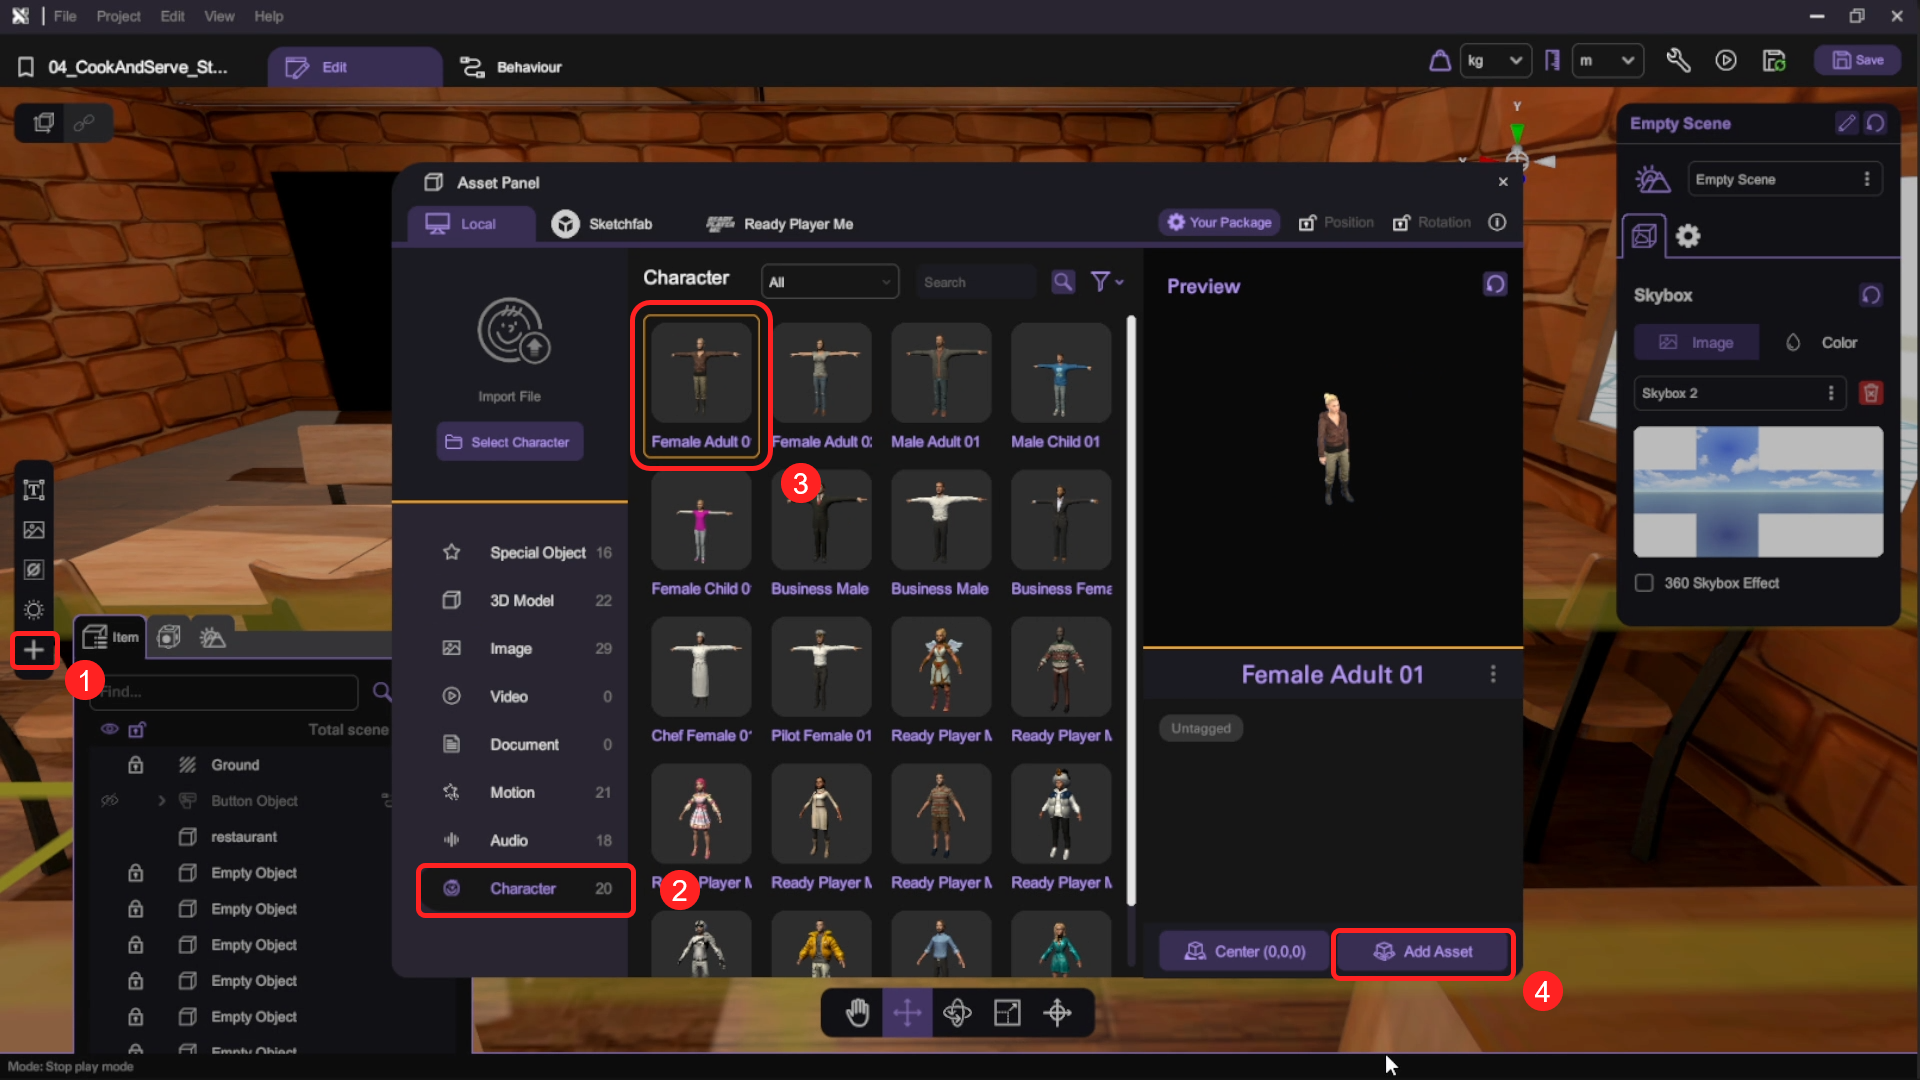 File Project Edit View Help
04_CookAndServe_St... Edit Behaviour kg m Save
Y
Empty Scene
Empty Scene
Asset Panel
Local Sketchfab Ready Player Me Your Package Position Rotation
Import File
Select Character
Special Object 16
3D Model 22
Image 29
Video 0
Document 0
Motion 21
Audio 18
Character 20
Character All Search
Female Adult 0 Female Adult 02 Male Adult 01 Male Child 01
Female Child 0 Business Male Business Male Business Fema
Chef Female 01 Pilot Female 01 Ready Player M Ready Player M
Player M Ready Player M Ready Player M Ready Player M
Preview
Female Adult 01
Untagged
Center (0,0,0) Add Asset
Skybox
Image Color
Skybox 2
360 Skybox Effect
Item
Find...
Total scene
Ground
Button Object
restaurant
Empty Object
Empty Object
Empty Object
Empty Object
Empty Object
Empty Object
1
2
3
4
Mode: Stop play mode